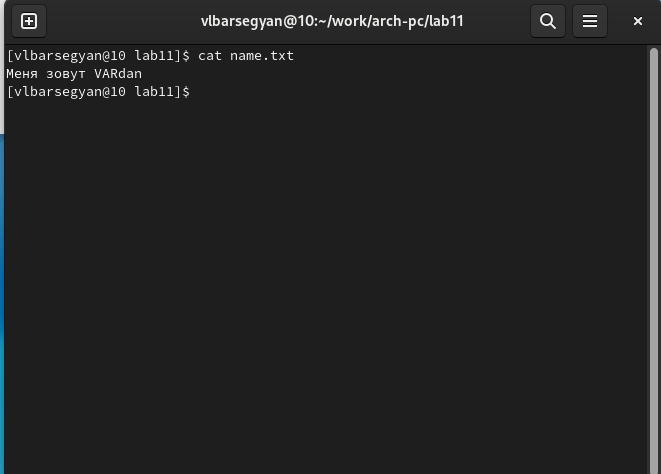 vlbarsegyan@10:~/work/arch-pc/lab11
[vlbarsegyan@10 lab11]$ cat name.txt
Меня зовут VARdan
[vlbarsegyan@10 lab11]$